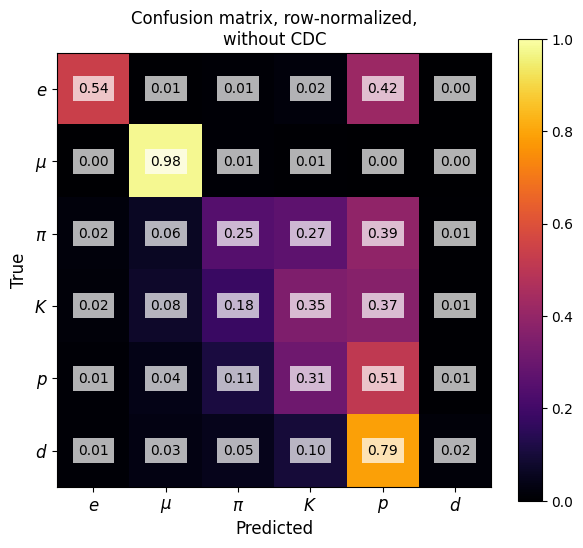 Confusion matrix, row-normalized,
without CDC
True
e 0.54 0.01 0.01 0.02 0.42 0.00
μ 0.00 0.98 0.01 0.01 0.00 0.00
π 0.02 0.06 0.25 0.27 0.39 0.01
K 0.02 0.08 0.18 0.35 0.37 0.01
p 0.01 0.04 0.11 0.31 0.51 0.01
d 0.01 0.03 0.05 0.10 0.79 0.02
e μ π K p d
Predicted
1.0
0.8
0.6
0.4
0.2
0.0